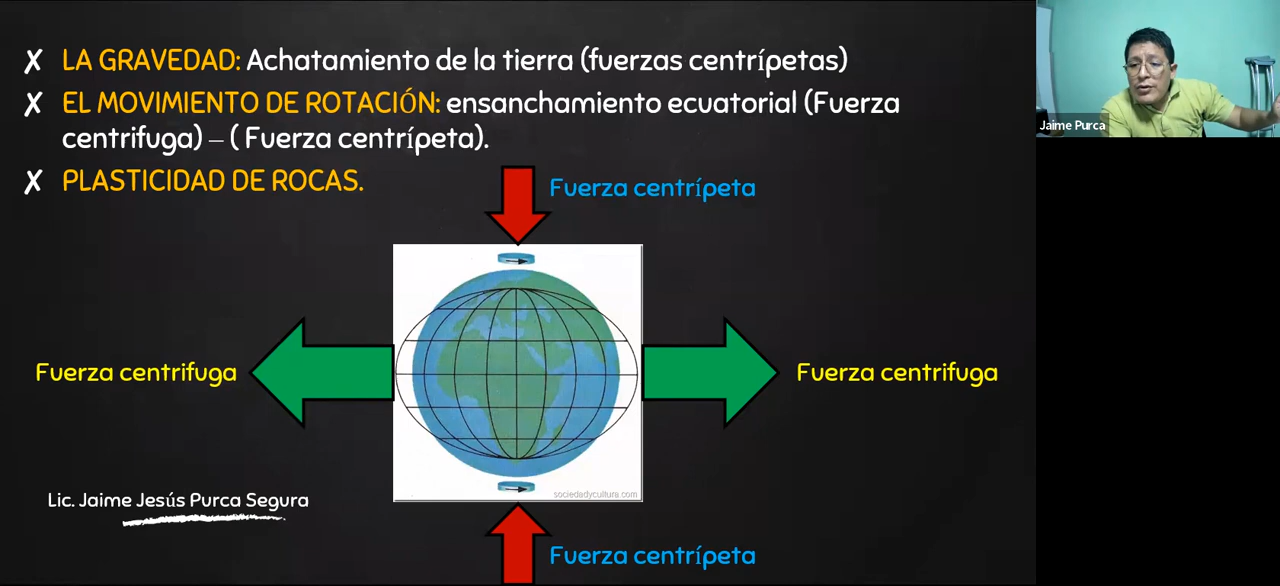 ✗ LA GRAVEDAD: Achatamiento de la tierra (fuerzas centrípetas)
✗ EL MOVIMIENTO DE ROTACIÓN: ensanchamiento ecuatorial (Fuerza
centrifuga) – ( Fuerza centrípeta).
✗ PLASTICIDAD DE ROCAS.
Fuerza centrípeta
Fuerza centrifuga
Fuerza centrifuga
sociedadycultura.com
Lic. Jaime Jesús Purca Segura
Fuerza centrípeta
Jaime Purca